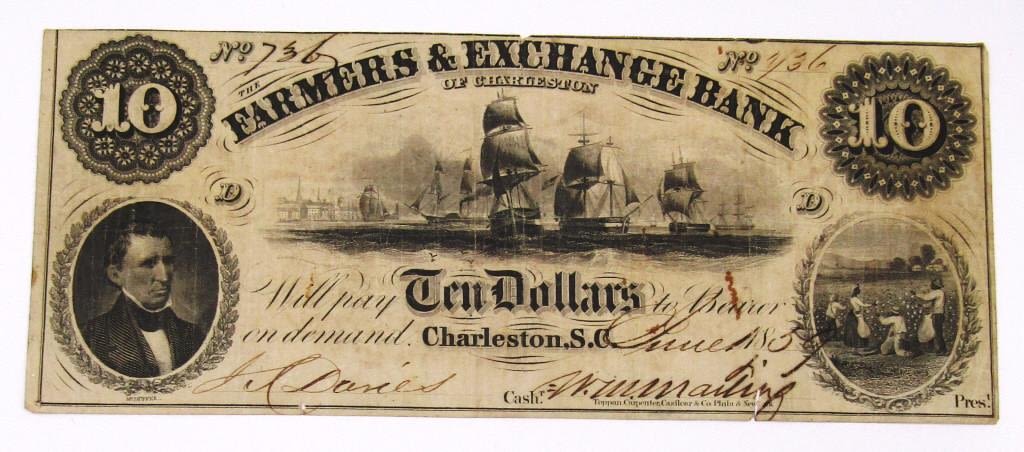 No 736
No 736
THE
FARMERS & EXCHANGE BANK
OF CHARLESTON
10
10
D
D
Will pay Ten Dollars to Bearer
on demand. Charleston, S.C. June 1859
Cash.r
Pres.t
Toppan, Carpenter, Casilear & Co. Phila & New York